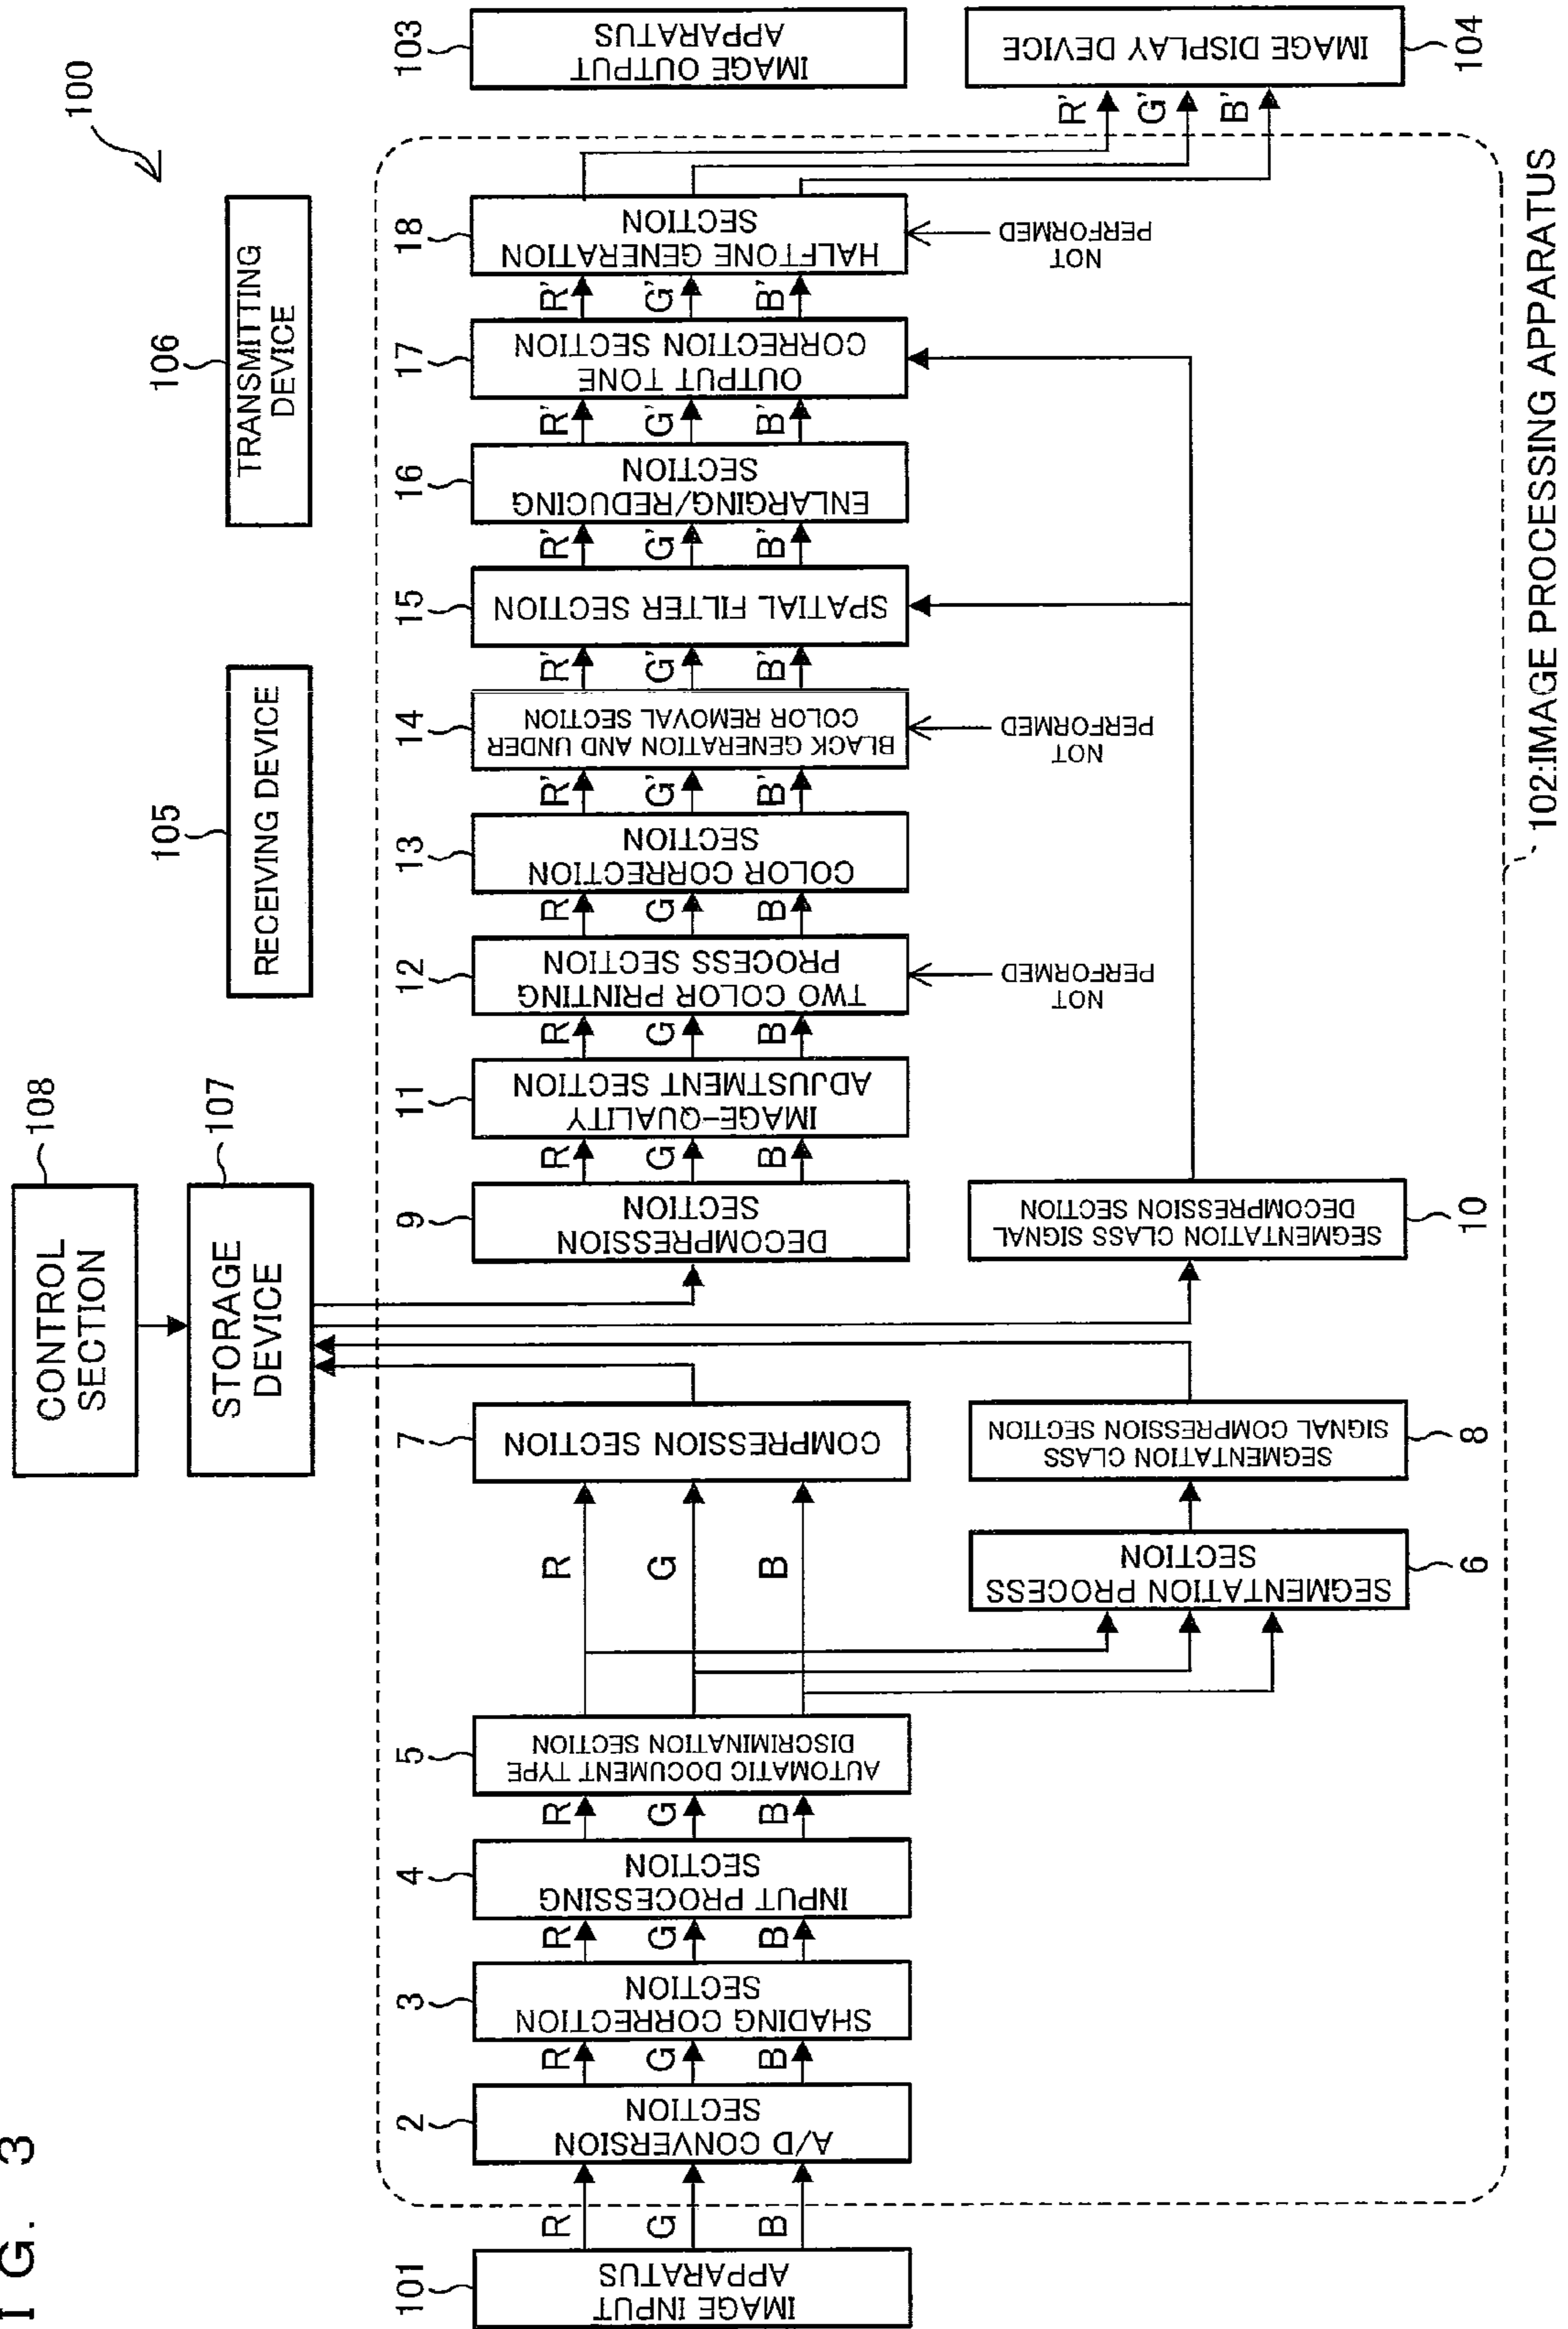 I G. 3
100
CONTROL
SECTION
108
STORAGE
DEVICE
107
RECEIVING DEVICE
105
TRANSMITTING
DEVICE
106
IMAGE INPUT
APPARATUS
101
R
G
B
A/D CONVERSION
SECTION
2
R
G
B
SHADING CORRECTION
SECTION
3
R
G
B
INPUT PROCESSING
SECTION
4
R
G
B
AUTOMATIC DOCUMENT TYPE
DISCRIMINATION SECTION
5
R
G
B
COMPRESSION SECTION
7
SEGMENTATION PROCESS
SECTION
6
SEGMENTATION CLASS
SIGNAL COMPRESSION SECTION
8
DECOMPRESSION
SECTION
9
SEGMENTATION CLASS SIGNAL
DECOMPRESSION SECTION
10
R
G
B
IMAGE-QUALITY
ADJUSTMENT SECTION
11
R
G
B
TWO COLOR PRINTING
PROCESS SECTION
12
NOT
PERFORMED
R
G
B
COLOR CORRECTION
SECTION
13
R'
G'
B'
BLACK GENERATION AND UNDER
COLOR REMOVAL SECTION
14
NOT
PERFORMED
R'
G'
B'
SPATIAL FILTER SECTION
15
R'
G'
B'
ENLARGING/REDUCING
SECTION
16
R'
G'
B'
OUTPUT TONE
CORRECTION SECTION
17
R'
G'
B'
HALFTONE GENERATION
SECTION
18
NOT
PERFORMED
R'
G'
B'
IMAGE OUTPUT
APPARATUS
103
IMAGE DISPLAY DEVICE
104
102:IMAGE PROCESSING APPARATUS